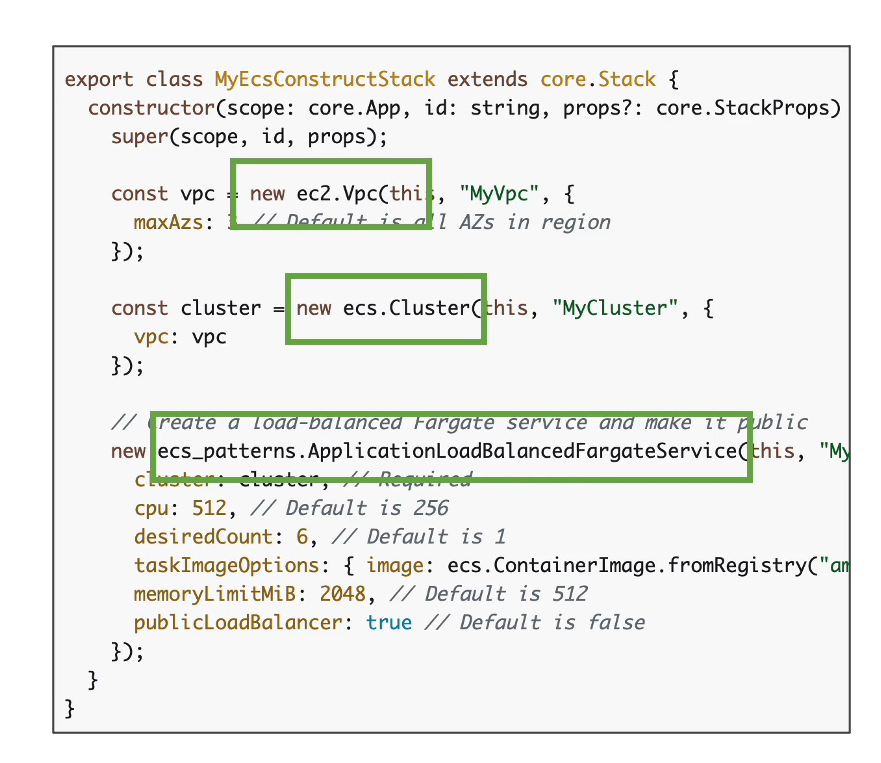 export class MyEcsConstructStack extends core.Stack {
constructor(scope: core.App, id: string, props?: core.StackProps)
super(scope, id, props);
const vpc = new ec2.Vpc(this, "MyVpc", {
maxAzs: 3 // Default is all AZs in region
});
const cluster = new ecs.Cluster(this, "MyCluster", {
vpc: vpc
});
// Create a load-balanced Fargate service and make it public
new ecs_patterns.ApplicationLoadBalancedFargateService(this, "My
cluster: cluster, // Required
cpu: 512, // Default is 256
desiredCount: 6, // Default is 1
taskImageOptions: { image: ecs.ContainerImage.fromRegistry("am
memoryLimitMiB: 2048, // Default is 512
publicLoadBalancer: true // Default is false
});
}
}